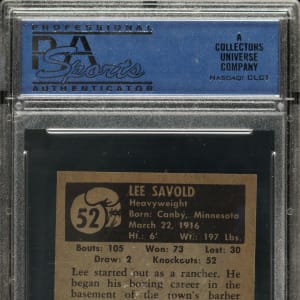 PROFESSIONAL
PSA
Sports
AUTHENTICATOR
A
COLLECTORS
UNIVERSE
COMPANY
NASDAQ: CLCT
52
LEE SAVOLD
Heavyweight
Born: Canby, Minnesota
March 22, 1916
Ht.: 6' Wt.: 197 Lbs.
Bouts: 105 Won: 73 Lost: 30
Draw: 2 Knockouts: 52
Lee started out as a rancher. He
began his boxing career in the
basement of the town's barber